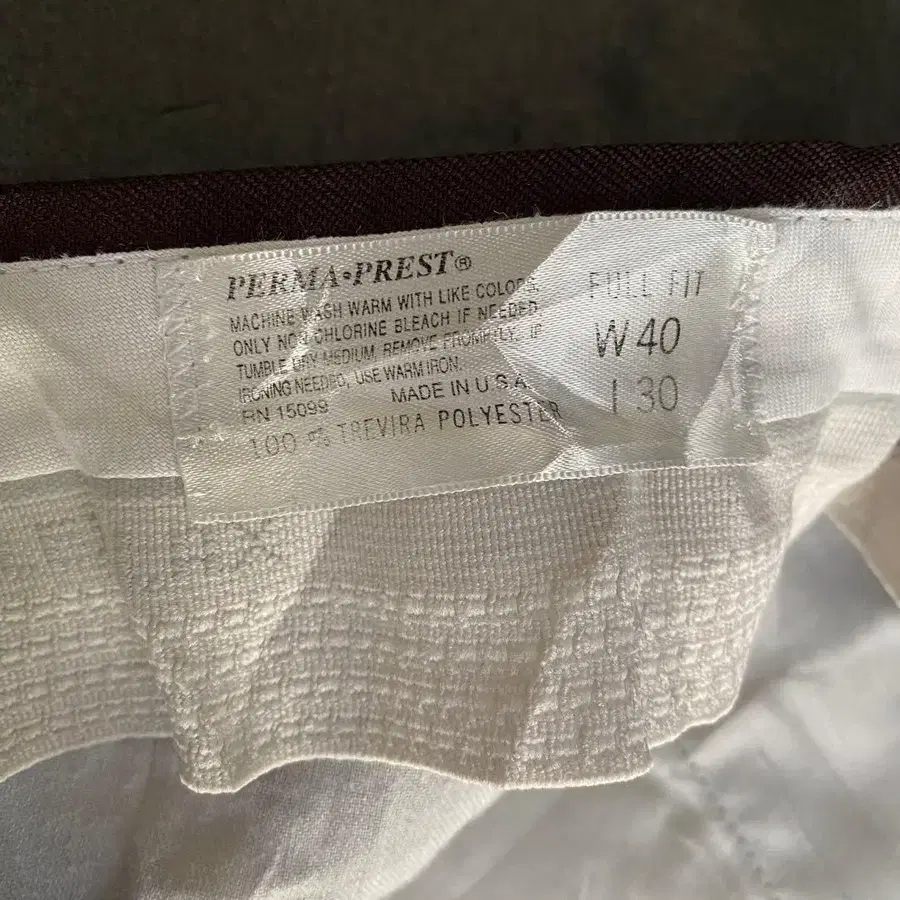 PERMA•PREST®
MACHINE WASH WARM WITH LIKE COLORS.
ONLY NON CHLORINE BLEACH IF NEEDED.
TUMBLE DRY MEDIUM, REMOVE PROMPTLY. IF
IRONING NEEDED, USE WARM IRON.
RN 15099 MADE IN U.S.A.
100 % TREVIRA POLYESTER
FULL FIT
W 40
I 30